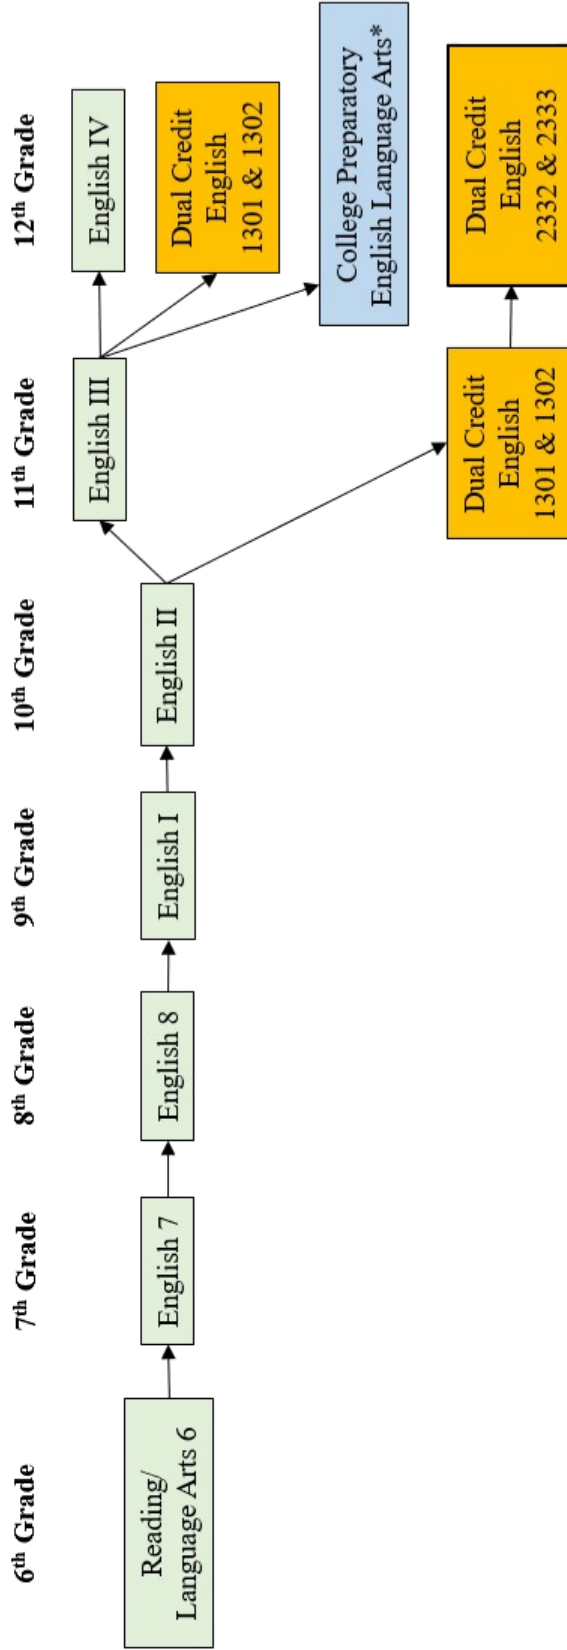 6th Grade
7th Grade
8th Grade
9th Grade
10th Grade
11th Grade
12th Grade
Reading/
Language Arts 6
English 7
English 8
English I
English II
English III
English IV
Dual Credit
English
1301 & 1302
College Preparatory
English Language Arts*
Dual Credit
English
1301 & 1302
Dual Credit
English
2332 & 2333